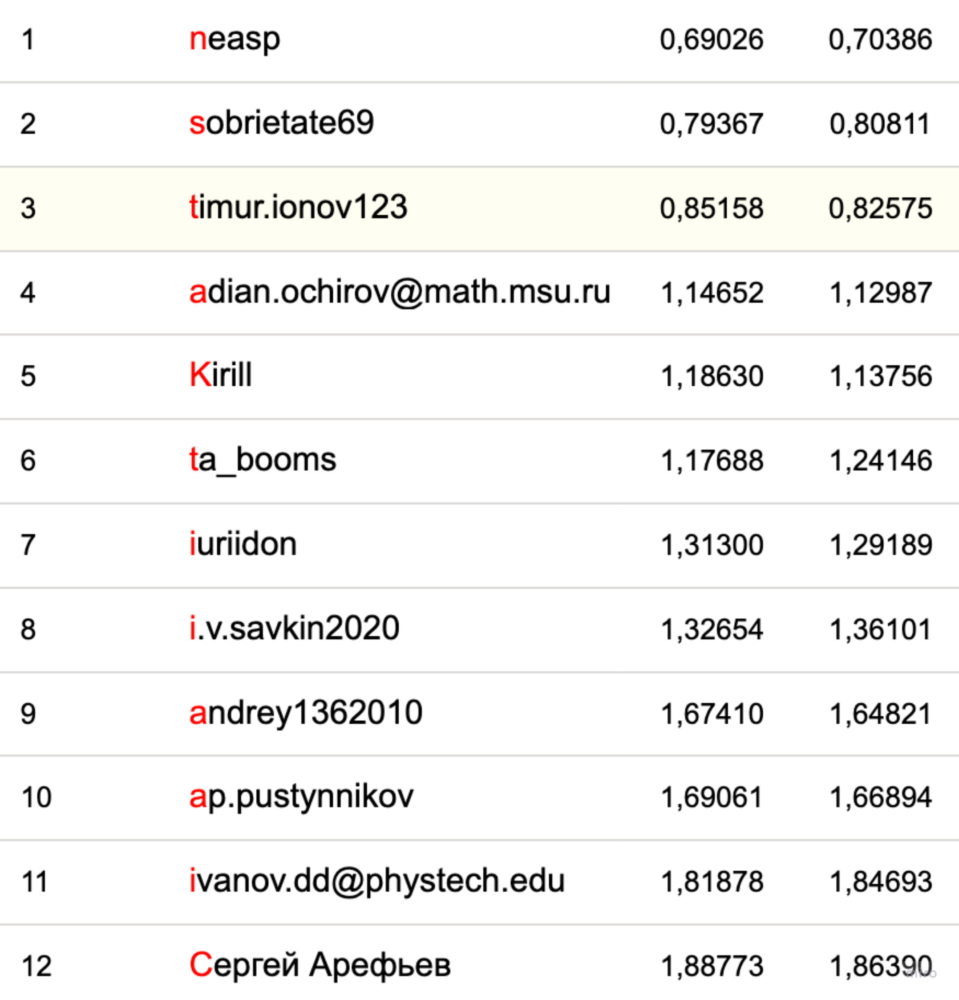 1 neasp 0,69026 0,70386
2 sobrietate69 0,79367 0,80811
3 timur.ionov123 0,85158 0,82575
4 adian.ochirov@math.msu.ru 1,14652 1,12987
5 Kirill 1,18630 1,13756
6 ta_booms 1,17688 1,24146
7 iuriidon 1,31300 1,29189
8 i.v.savkin2020 1,32654 1,36101
9 andrey1362010 1,67410 1,64821
10 ap.pustynnikov 1,69061 1,66894
11 ivanov.dd@phystech.edu 1,81878 1,84693
12 Сергей Арефьев 1,88773 1,86390
miro